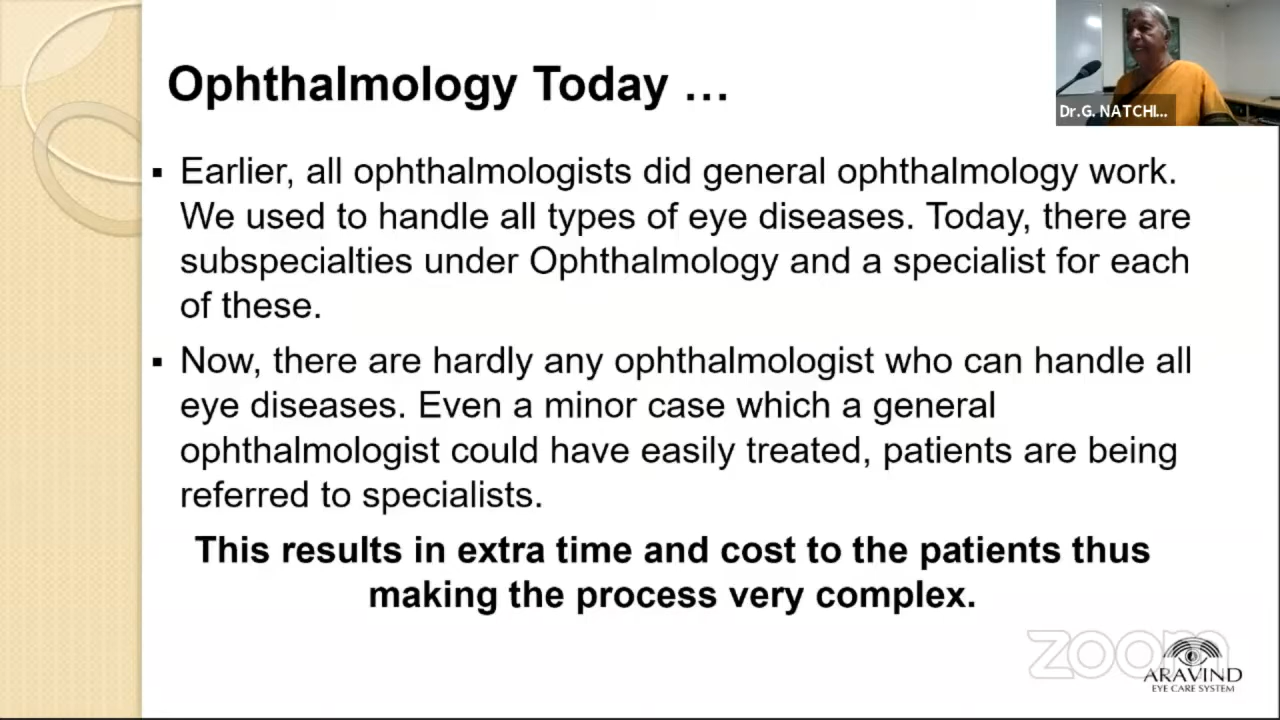 Ophthalmology Today …
Dr.G. NATCHI...
▪ Earlier, all ophthalmologists did general ophthalmology work.
We used to handle all types of eye diseases. Today, there are
subspecialties under Ophthalmology and a specialist for each
of these.
▪ Now, there are hardly any ophthalmologist who can handle all
eye diseases. Even a minor case which a general
ophthalmologist could have easily treated, patients are being
referred to specialists.
This results in extra time and cost to the patients thus
making the process very complex.
zoom
ARAVIND
EYE CARE SYSTEM